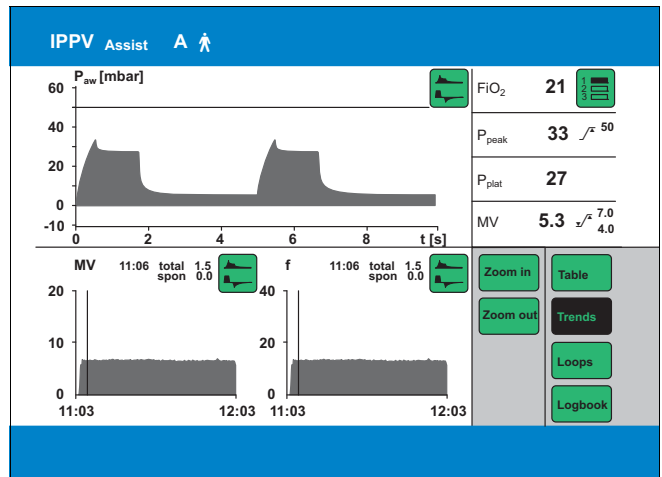 IPPV Assist A
Paw [mbar]
60
40
20
0
-10
0 2 4 6 8 t [s]
FiO2 21
1
2
3
Ppeak 33 50
Pplat 27
MV 5.3 7.0
4.0
MV 11:06 total 1.5
spon 0.0
20
10
0
11:03 12:03
f 11:06 total 1.5
spon 0.0
40
20
0
11:03 12:03
Zoom in
Zoom out
Table
Trends
Loops
Logbook